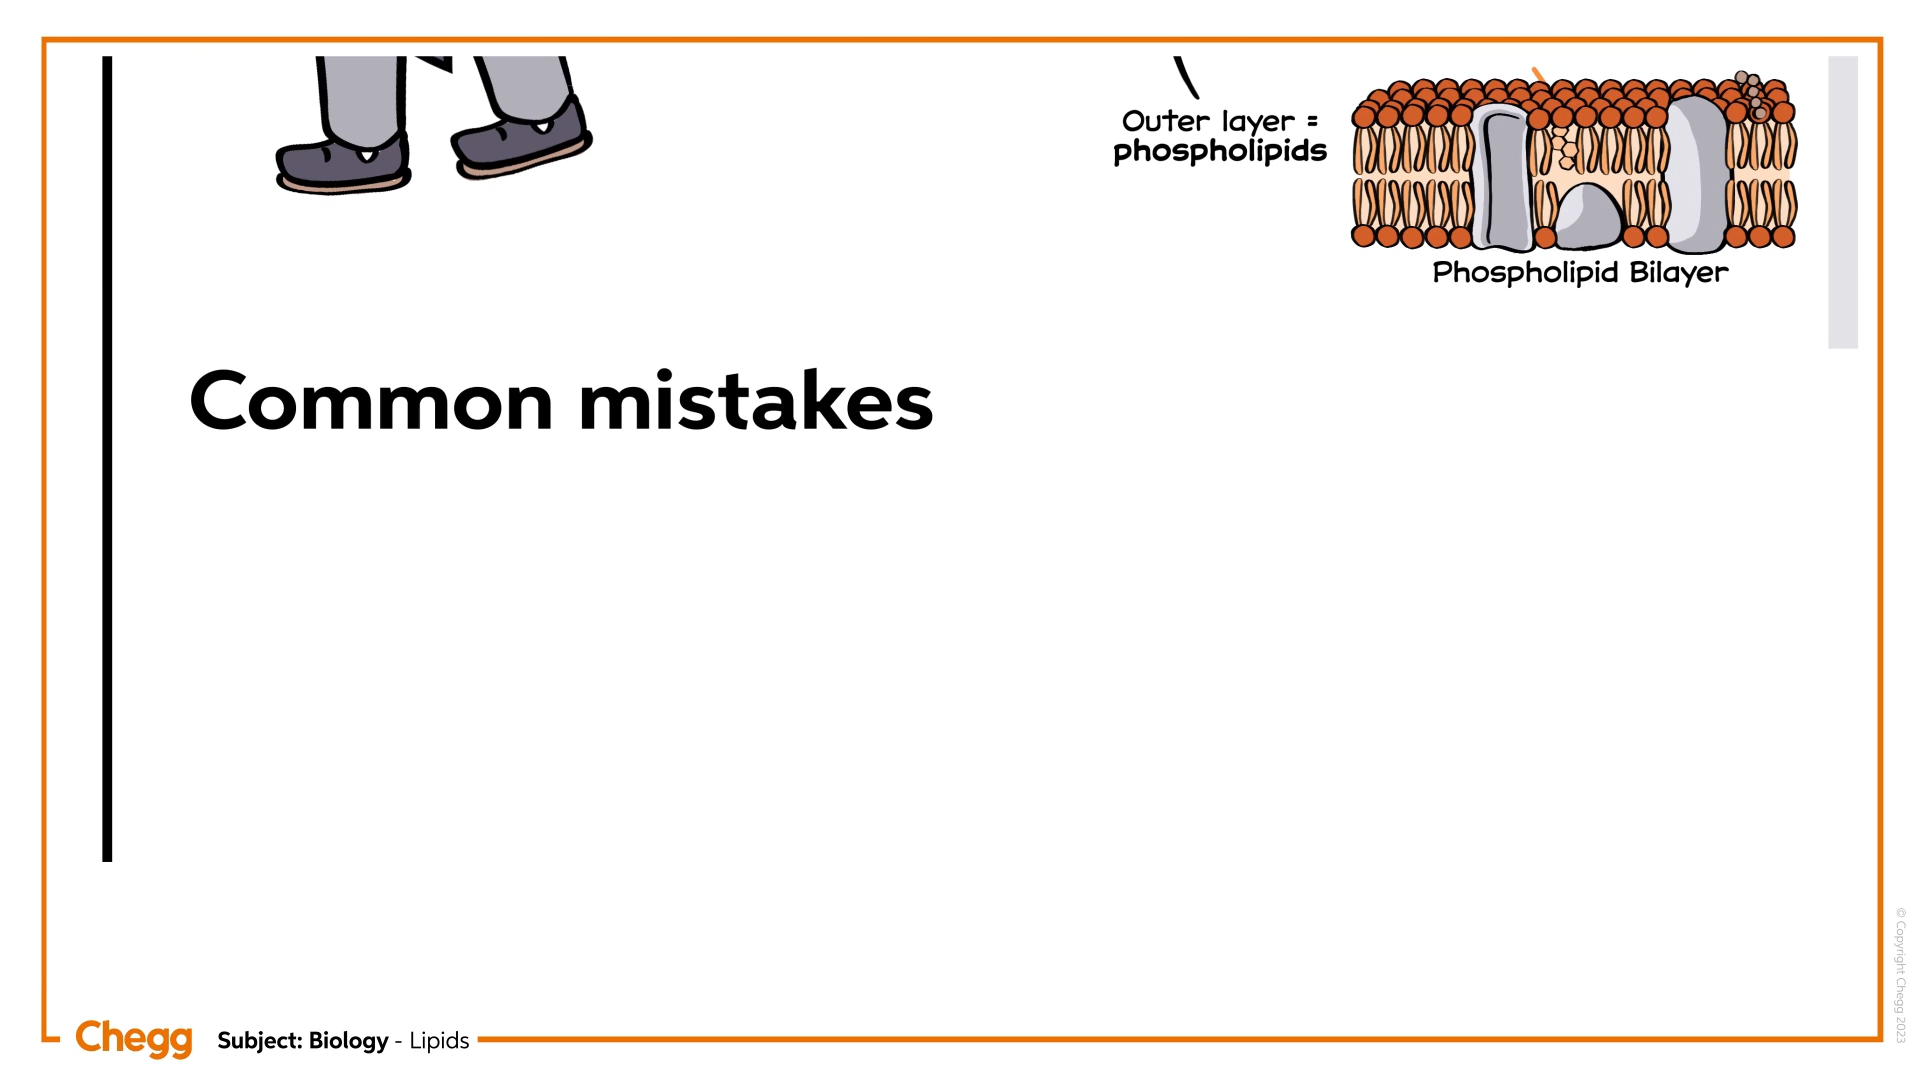 Outer layer =
phospholipids
Phospholipid Bilayer
Common mistakes
Chegg
Subject: Biology - Lipids
© Copyright Chegg 2023